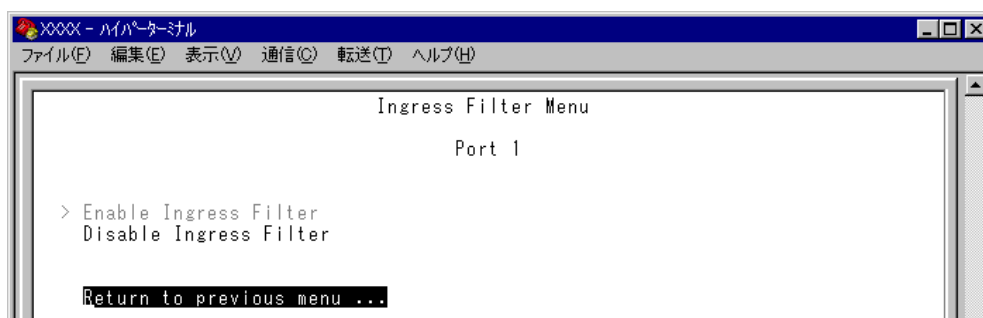 XXXX - ハイパーターミナル
ファイル(F) 編集(E) 表示(V) 通信(C) 転送(T) ヘルプ(H)
Ingress Filter Menu
Port 1
> Enable Ingress Filter
Disable Ingress Filter
Return to previous menu ...